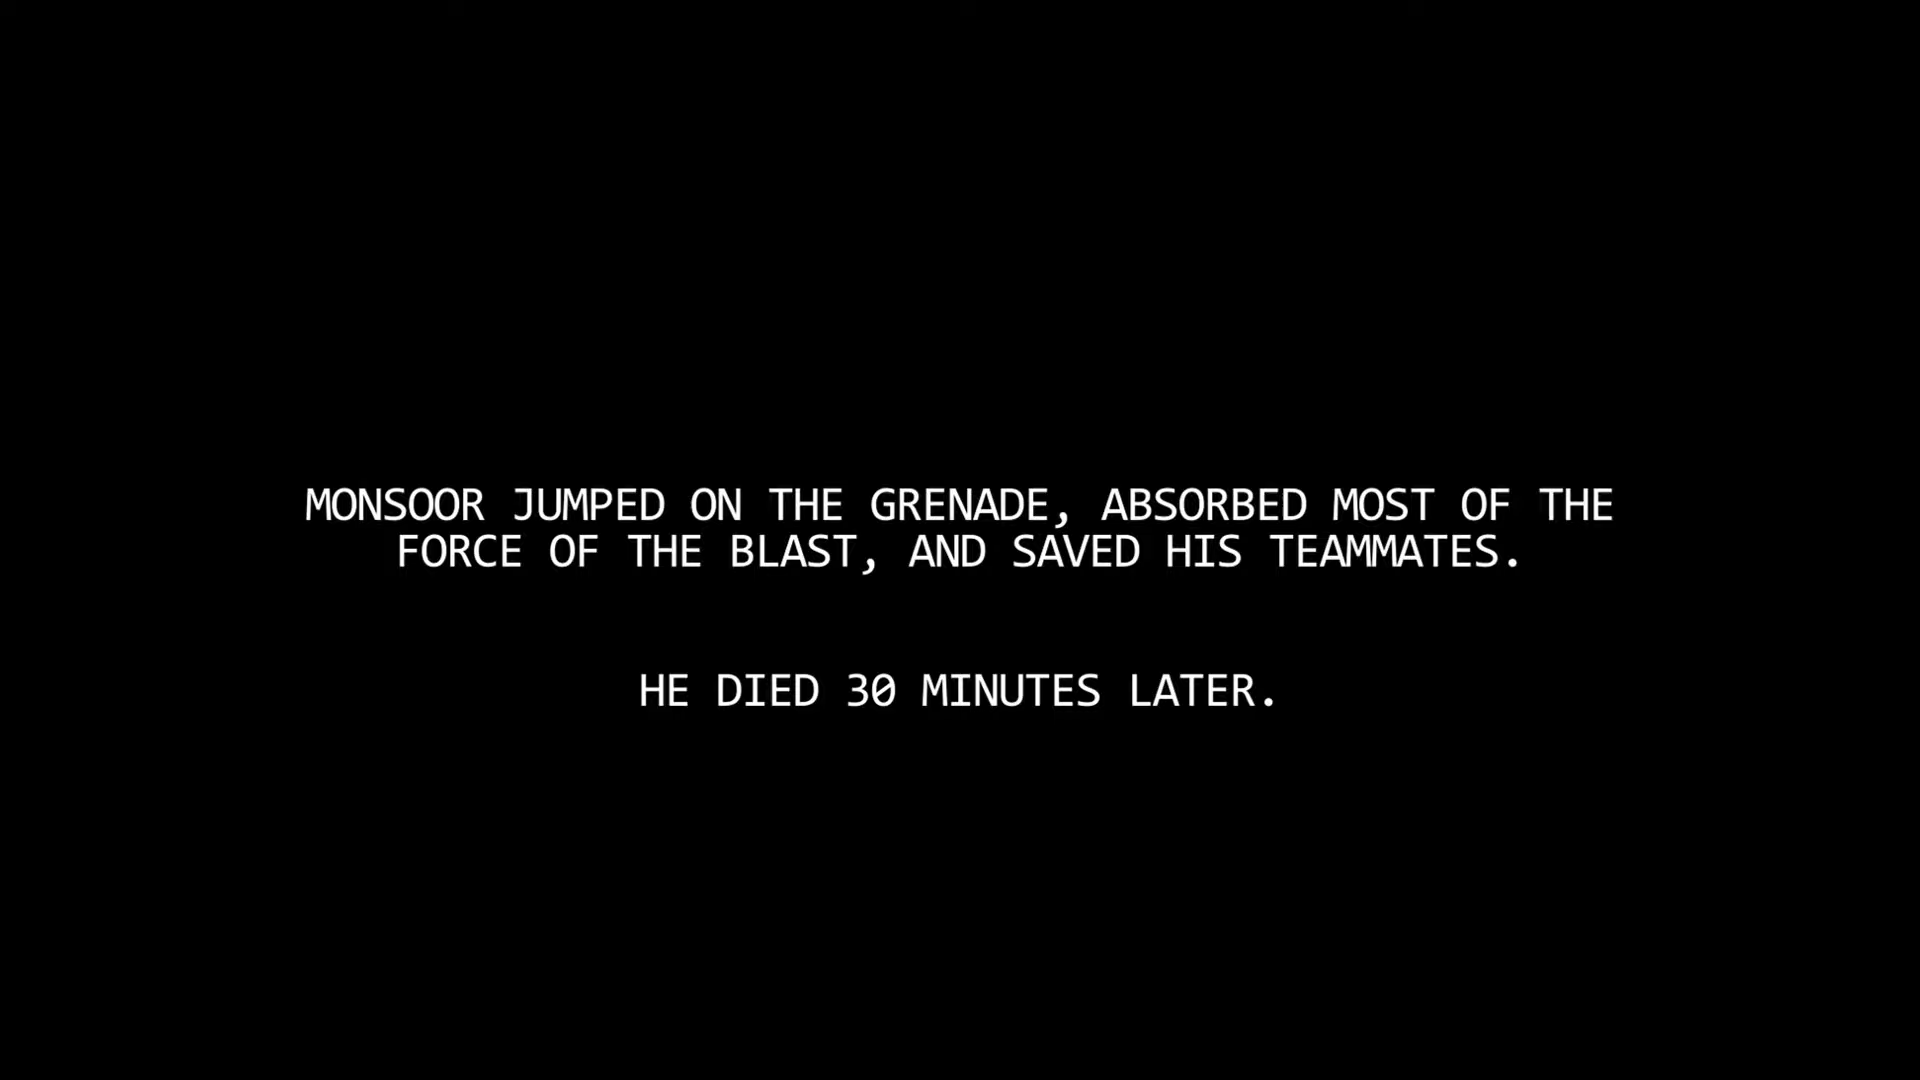 MONSOOR JUMPED ON THE GRENADE, ABSORBED MOST OF THE
FORCE OF THE BLAST, AND SAVED HIS TEAMMATES.
HE DIED 30 MINUTES LATER.